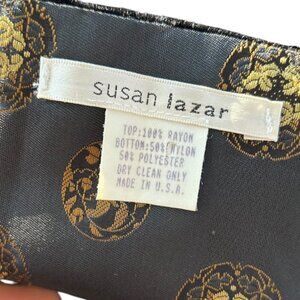 susan lazar
TOP:100% RAYON
BOTTOM:50% NYLON
50% POLYESTER
DRY CLEAN ONLY
MADE IN U.S.A.